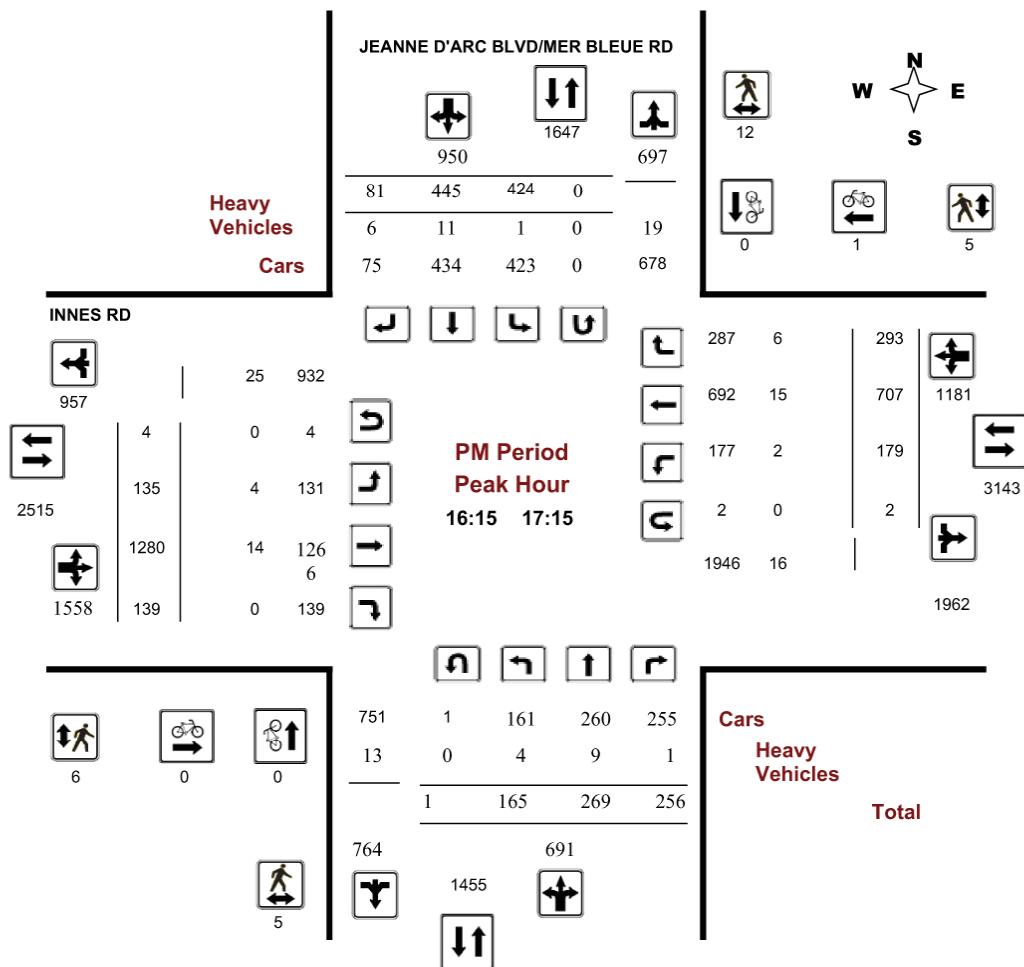 JEANNE D'ARC BLVD/MER BLEUE RD
N
W E
S
1647
12
950 697
81 445 424 0
Heavy
Vehicles
6 11 1 0 19
0 1 5
Cars 75 434 423 0 678
INNES RD
287 6 293
25 932
957
692 15 707 1181
4 0 4
177 2 179
PM Period
Peak Hour
135 4 131
3143
2515
16:15 17:15
2 0 2
1280 14 126
6
1946 16
1558 139 0 139
1962
751 1 161 260 255 Cars
13 0 4 9 1 Heavy
Vehicles
6 0 0
1 165 269 256 Total
764 691
1455
5